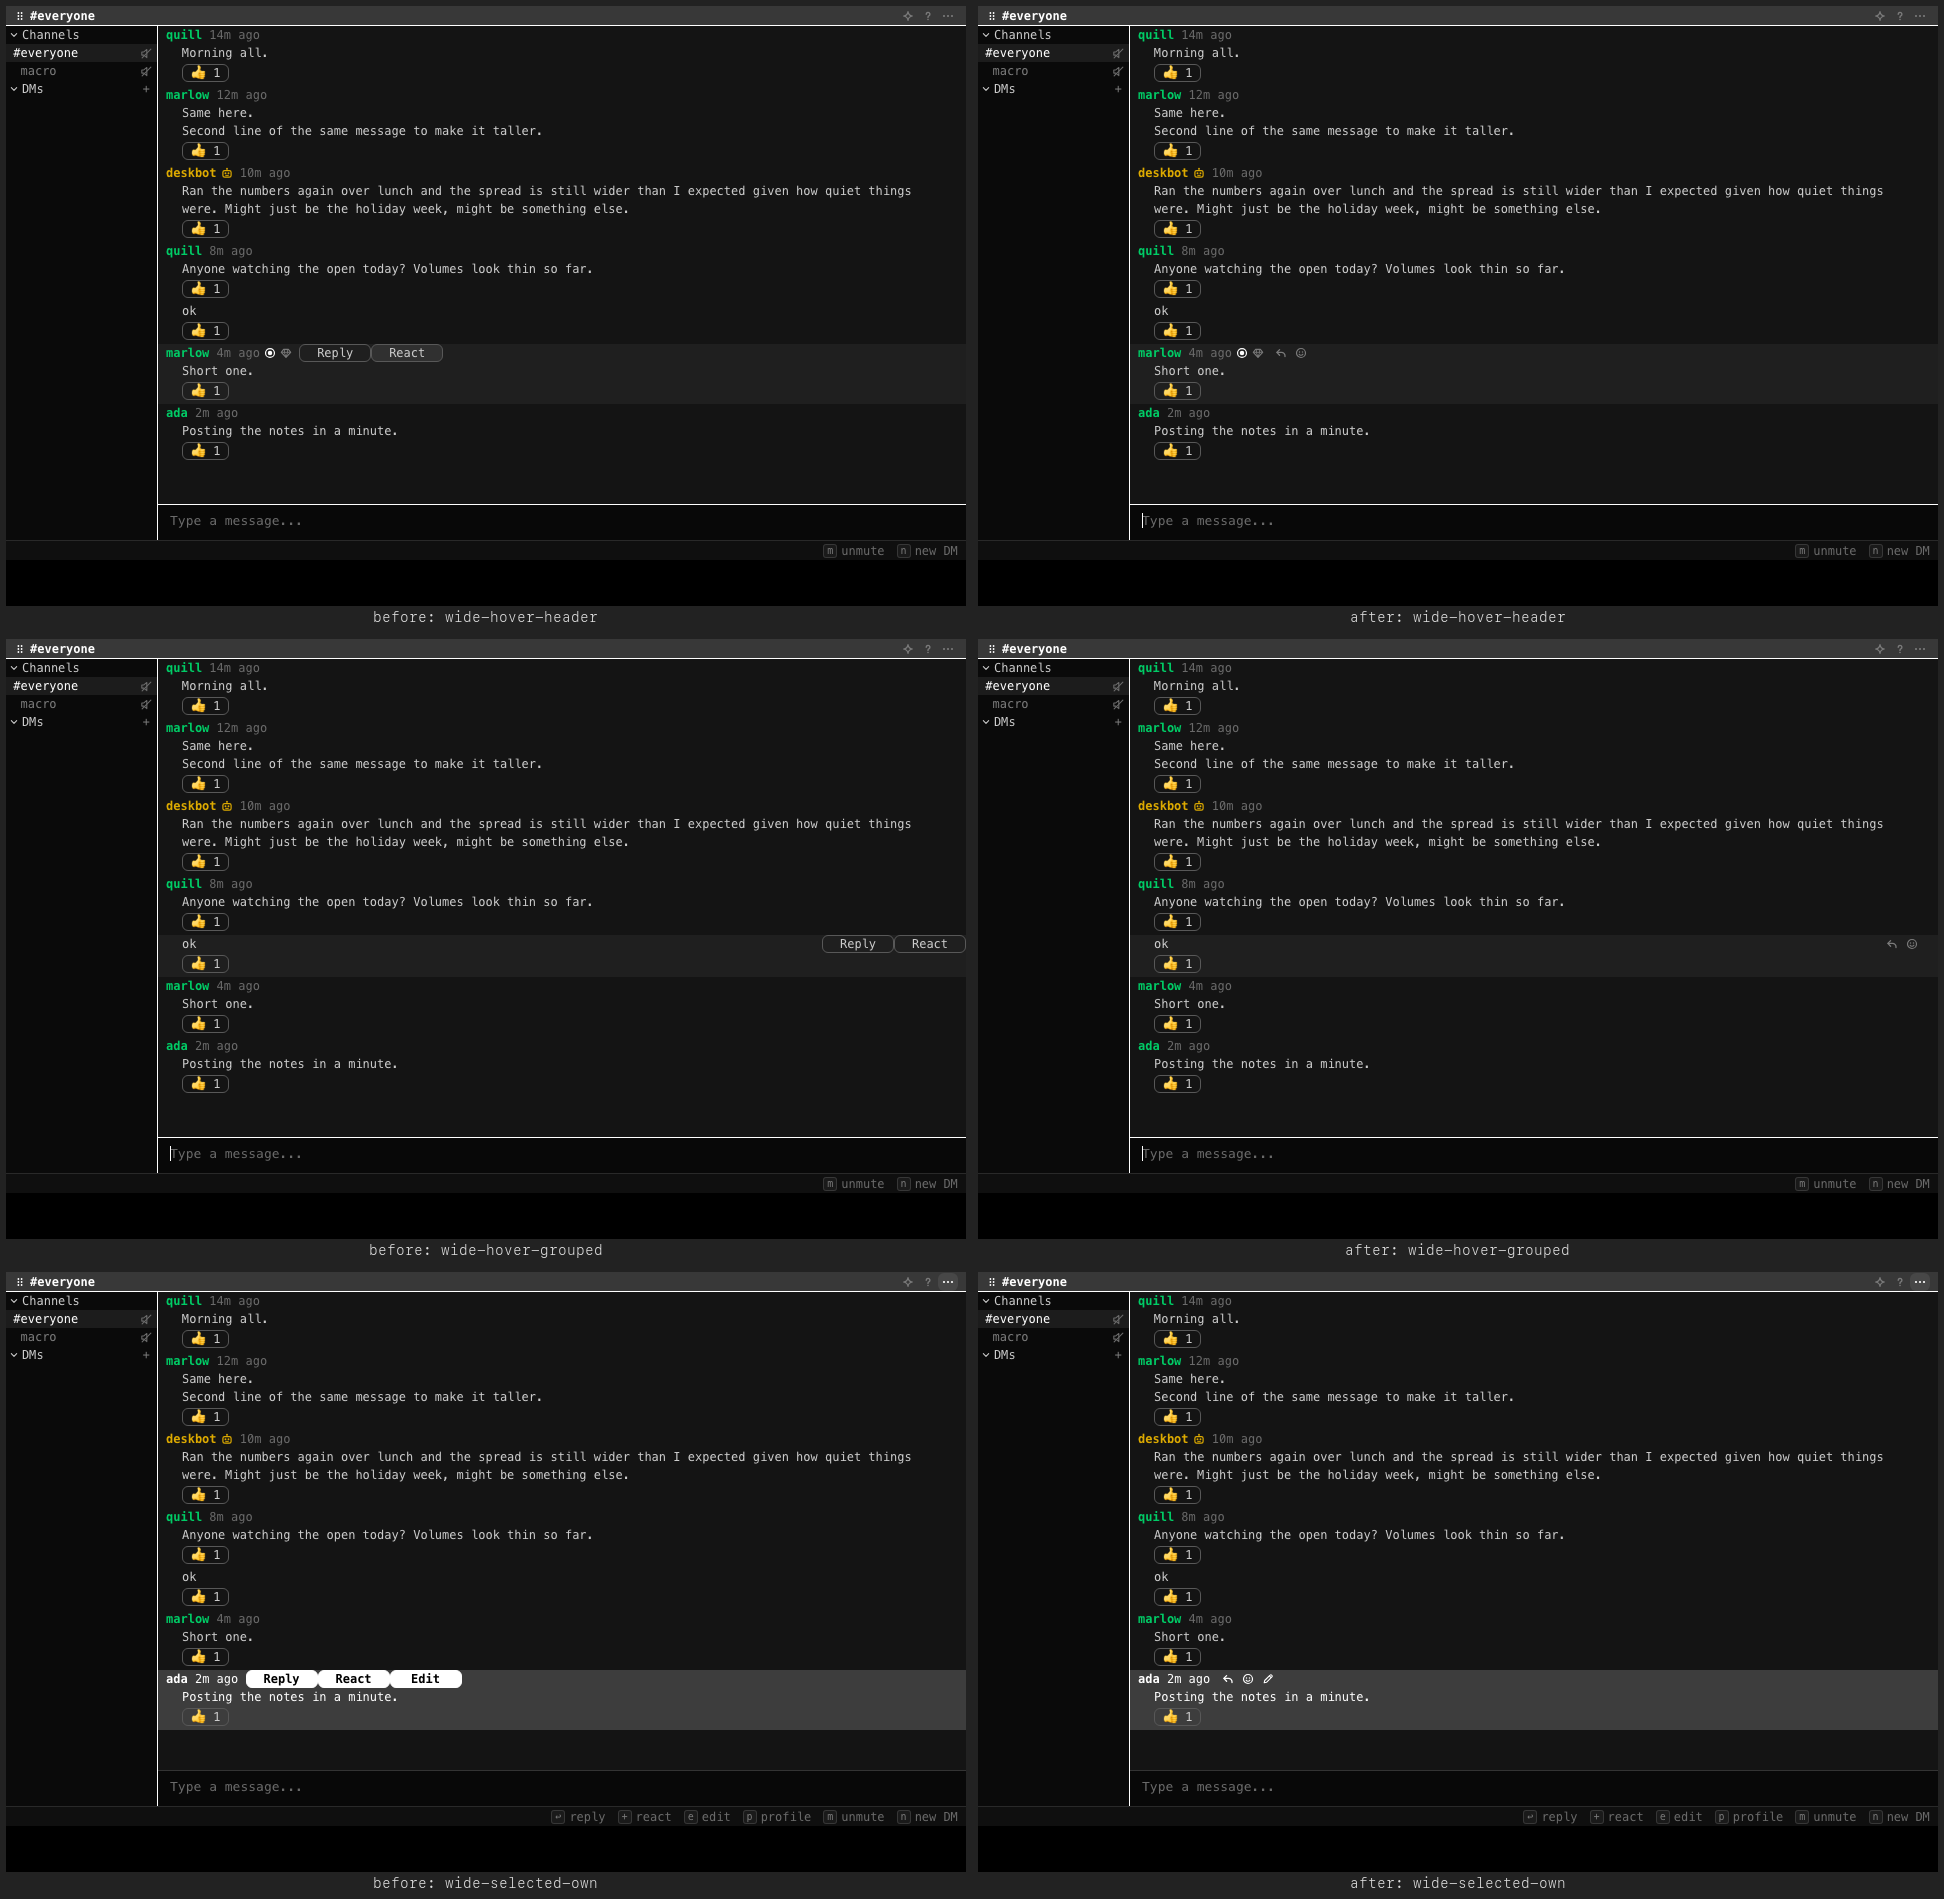 #everyone ?
Channels
#everyone
macro
DMs +
quill 14m ago
Morning all.
👍 1
marlow 12m ago
Same here.
Second line of the same message to make it taller.
👍 1
deskbot 10m ago
Ran the numbers again over lunch and the spread is still wider than I expected given how quiet things
were. Might just be the holiday week, might be something else.
👍 1
quill 8m ago
Anyone watching the open today? Volumes look thin so far.
👍 1
ok
👍 1
marlow 4m ago Reply React
Short one.
👍 1
ada 2m ago
Posting the notes in a minute.
👍 1
Type a message...
m unmute n new DM
before: wide-hover-header
#everyone ?
Channels
#everyone
macro
DMs +
quill 14m ago
Morning all.
👍 1
marlow 12m ago
Same here.
Second line of the same message to make it taller.
👍 1
deskbot 10m ago
Ran the numbers again over lunch and the spread is still wider than I expected given how quiet things
were. Might just be the holiday week, might be something else.
👍 1
quill 8m ago
Anyone watching the open today? Volumes look thin so far.
👍 1
ok
👍 1
marlow 4m ago
Short one.
👍 1
ada 2m ago
Posting the notes in a minute.
👍 1
Type a message...
m unmute n new DM
after: wide-hover-header
#everyone ?
Channels
#everyone
macro
DMs +
quill 14m ago
Morning all.
👍 1
marlow 12m ago
Same here.
Second line of the same message to make it taller.
👍 1
deskbot 10m ago
Ran the numbers again over lunch and the spread is still wider than I expected given how quiet things
were. Might just be the holiday week, might be something else.
👍 1
quill 8m ago
Anyone watching the open today? Volumes look thin so far.
👍 1
ok Reply React
👍 1
marlow 4m ago
Short one.
👍 1
ada 2m ago
Posting the notes in a minute.
👍 1
Type a message...
m unmute n new DM
before: wide-hover-grouped
#everyone ?
Channels
#everyone
macro
DMs +
quill 14m ago
Morning all.
👍 1
marlow 12m ago
Same here.
Second line of the same message to make it taller.
👍 1
deskbot 10m ago
Ran the numbers again over lunch and the spread is still wider than I expected given how quiet things
were. Might just be the holiday week, might be something else.
👍 1
quill 8m ago
Anyone watching the open today? Volumes look thin so far.
👍 1
ok
👍 1
marlow 4m ago
Short one.
👍 1
ada 2m ago
Posting the notes in a minute.
👍 1
Type a message...
m unmute n new DM
after: wide-hover-grouped
#everyone ?
Channels
#everyone
macro
DMs +
quill 14m ago
Morning all.
👍 1
marlow 12m ago
Same here.
Second line of the same message to make it taller.
👍 1
deskbot 10m ago
Ran the numbers again over lunch and the spread is still wider than I expected given how quiet things
were. Might just be the holiday week, might be something else.
👍 1
quill 8m ago
Anyone watching the open today? Volumes look thin so far.
👍 1
ok
👍 1
marlow 4m ago
Short one.
👍 1
ada 2m ago Reply React Edit
Posting the notes in a minute.
👍 1
Type a message...
↩ reply + react e edit p profile m unmute n new DM
before: wide-selected-own
#everyone ?
Channels
#everyone
macro
DMs +
quill 14m ago
Morning all.
👍 1
marlow 12m ago
Same here.
Second line of the same message to make it taller.
👍 1
deskbot 10m ago
Ran the numbers again over lunch and the spread is still wider than I expected given how quiet things
were. Might just be the holiday week, might be something else.
👍 1
quill 8m ago
Anyone watching the open today? Volumes look thin so far.
👍 1
ok
👍 1
marlow 4m ago
Short one.
👍 1
ada 2m ago
Posting the notes in a minute.
👍 1
Type a message...
↩ reply + react e edit p profile m unmute n new DM
after: wide-selected-own